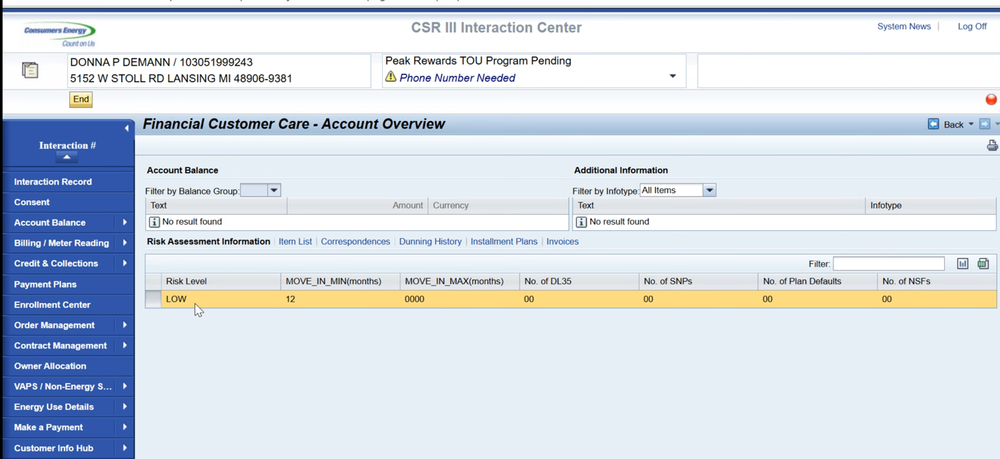 Consumers Energy
Count on Us
CSR III Interaction Center
System News | Log Off
DONNA P DEMANN / 103051999243
5152 W STOLL RD LANSING MI 48906-9381
Peak Rewards TOU Program Pending
Phone Number Needed
End
Financial Customer Care - Account Overview
Back
Interaction #
Interaction Record
Consent
Account Balance
Billing / Meter Reading
Credit & Collections
Payment Plans
Enrollment Center
Order Management
Contract Management
Owner Allocation
VAPS / Non-Energy S...
Energy Use Details
Make a Payment
Customer Info Hub
Account Balance
Filter by Balance Group:
Text Amount Currency
No result found
Additional Information
Filter by Infotype: All Items
Text Infotype
No result found
Risk Assessment Information | Item List | Correspondences | Dunning History | Installment Plans | Invoices
Filter:
Risk Level MOVE_IN_MIN(months) MOVE_IN_MAX(months) No. of DL35 No. of SNPs No. of Plan Defaults No. of NSFs
LOW 12 0000 00 00 00 00